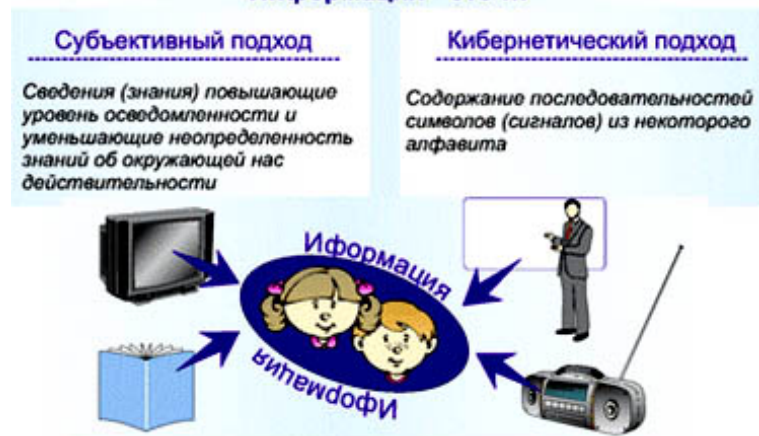 Субъективный подход
Кибернетический подход
Сведения (знания) повышающие
уровень осведомленности и
уменьшающие неопределенность
знаний об окружающей нас
действительности
Содержание последовательностей
символов (сигналов) из некоторого
алфавита
Иформация
Иформация